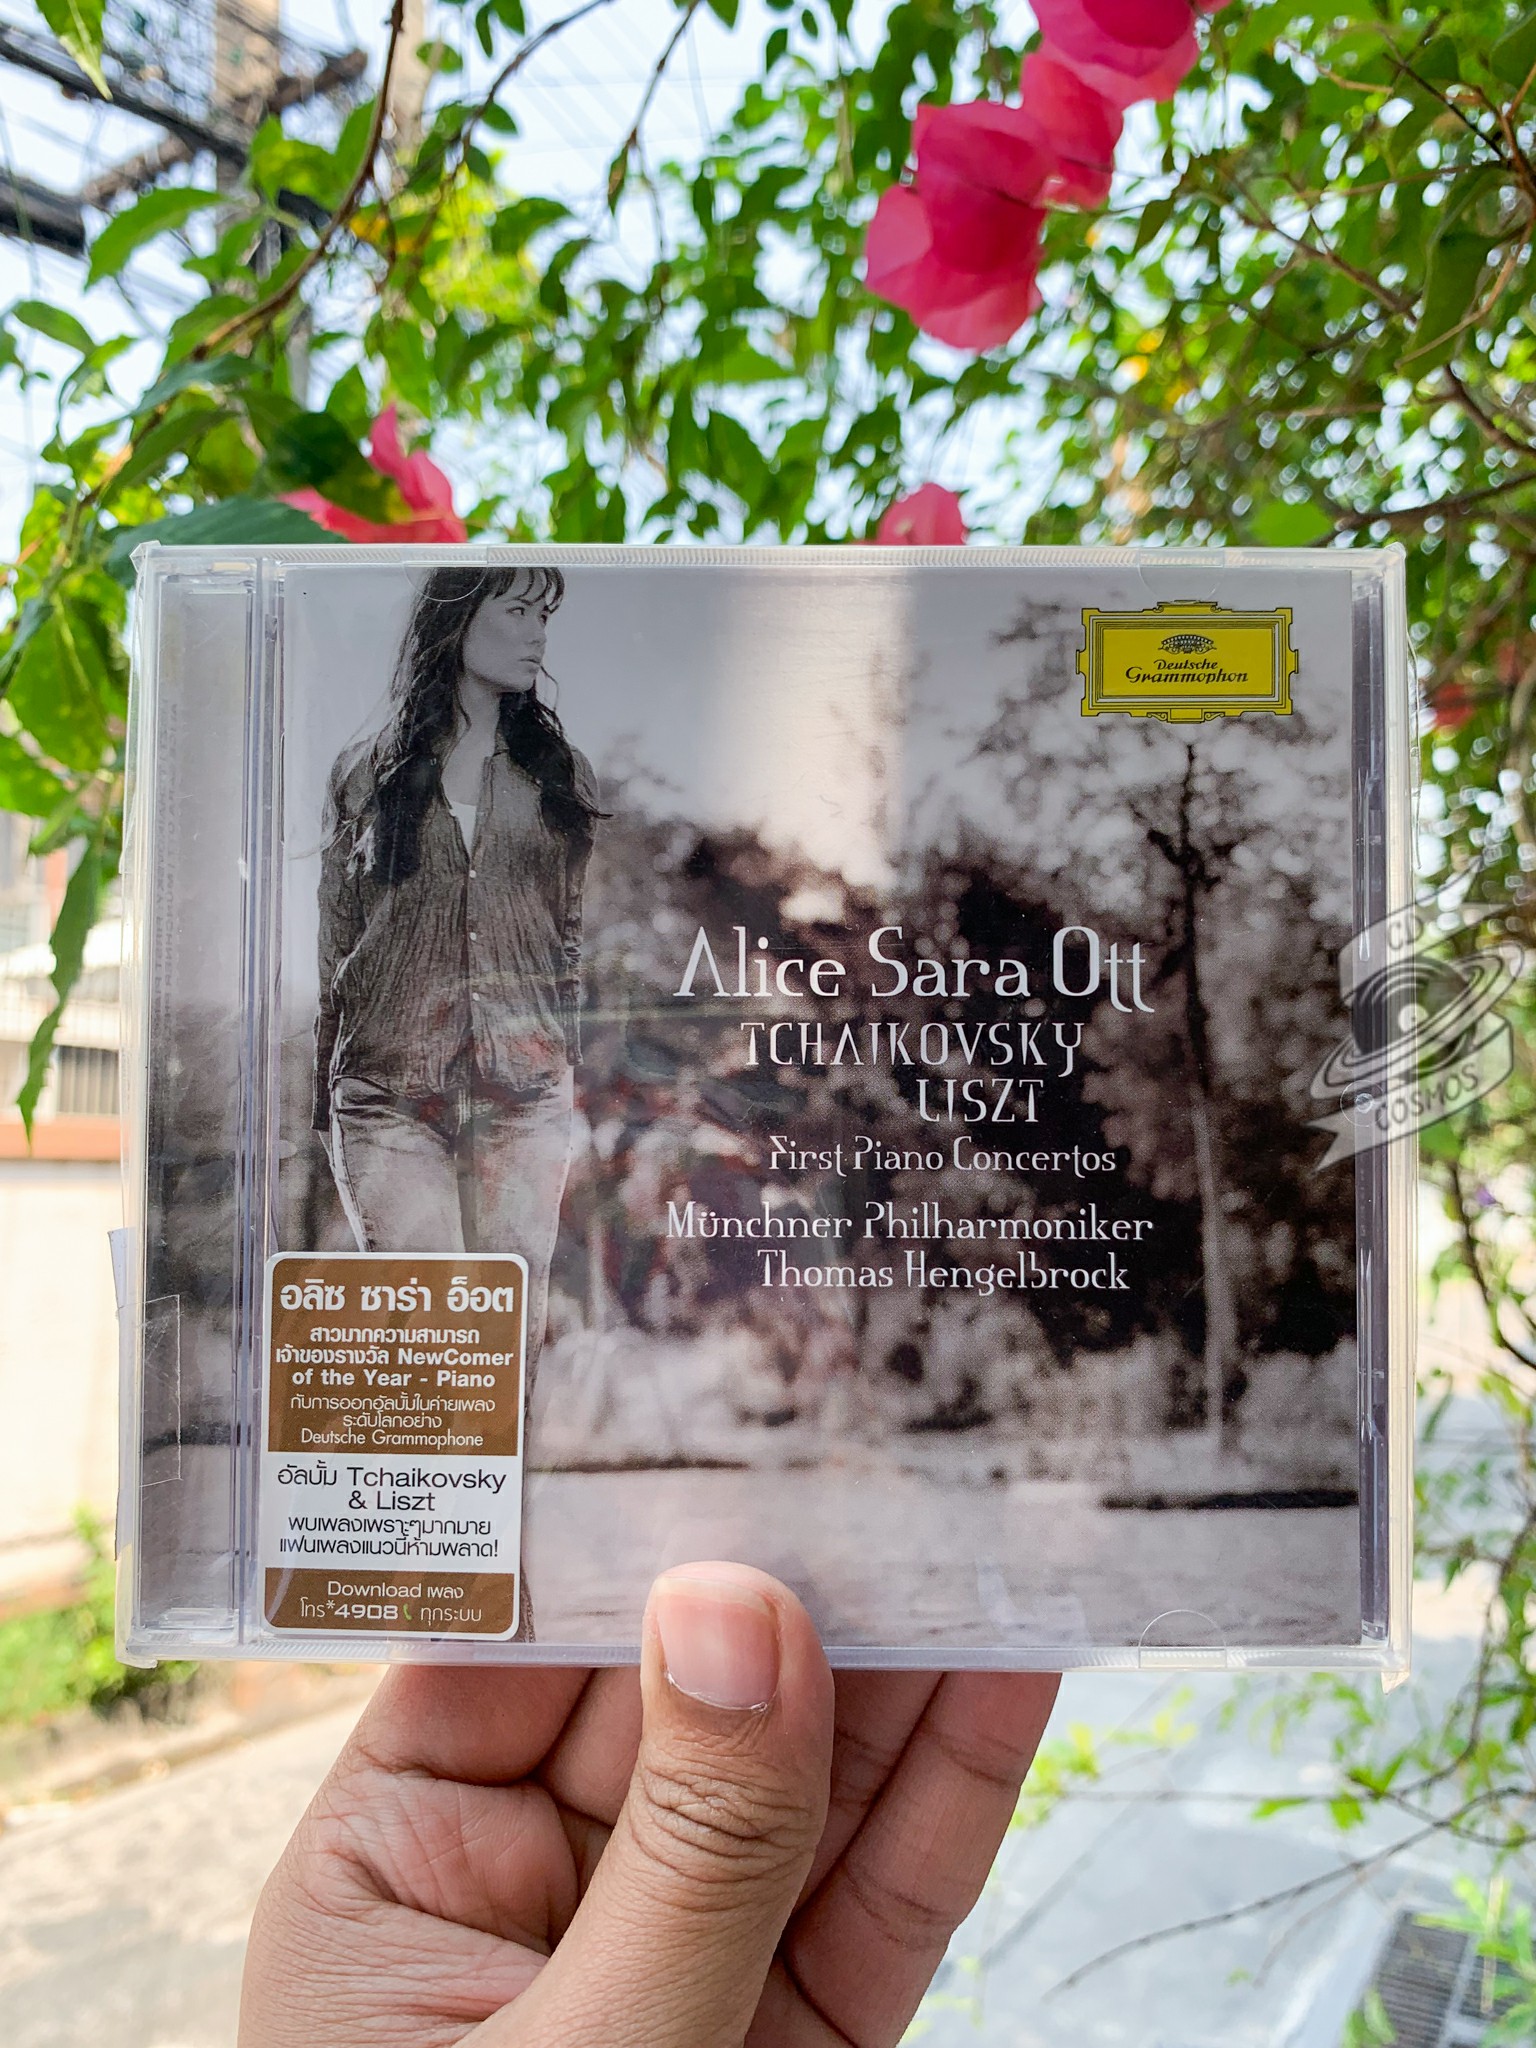 Deutsche
Grammophon
Alice Sara Ott
TCHAIKOVSKY
LISZT
First Piano Concertos
Münchner Philharmoniker
Thomas Hengelbrock
อลิซ ซาร่า อ็อต
สาวมากความสามารถ
เจ้าของรางวัล NewComer
of the Year - Piano
กับการออกอัลบั้มในค่ายเพลง
ระดับโลกอย่าง
Deutsche Grammophone
อัลบั้ม Tchaikovsky
& Liszt
พบเพลงเพราะๆมากมาย
แฟนเพลงแนวนี้ห้ามพลาด!
Download เพลง
โทร*4908 ทุกระบบ
CD
COSMOS